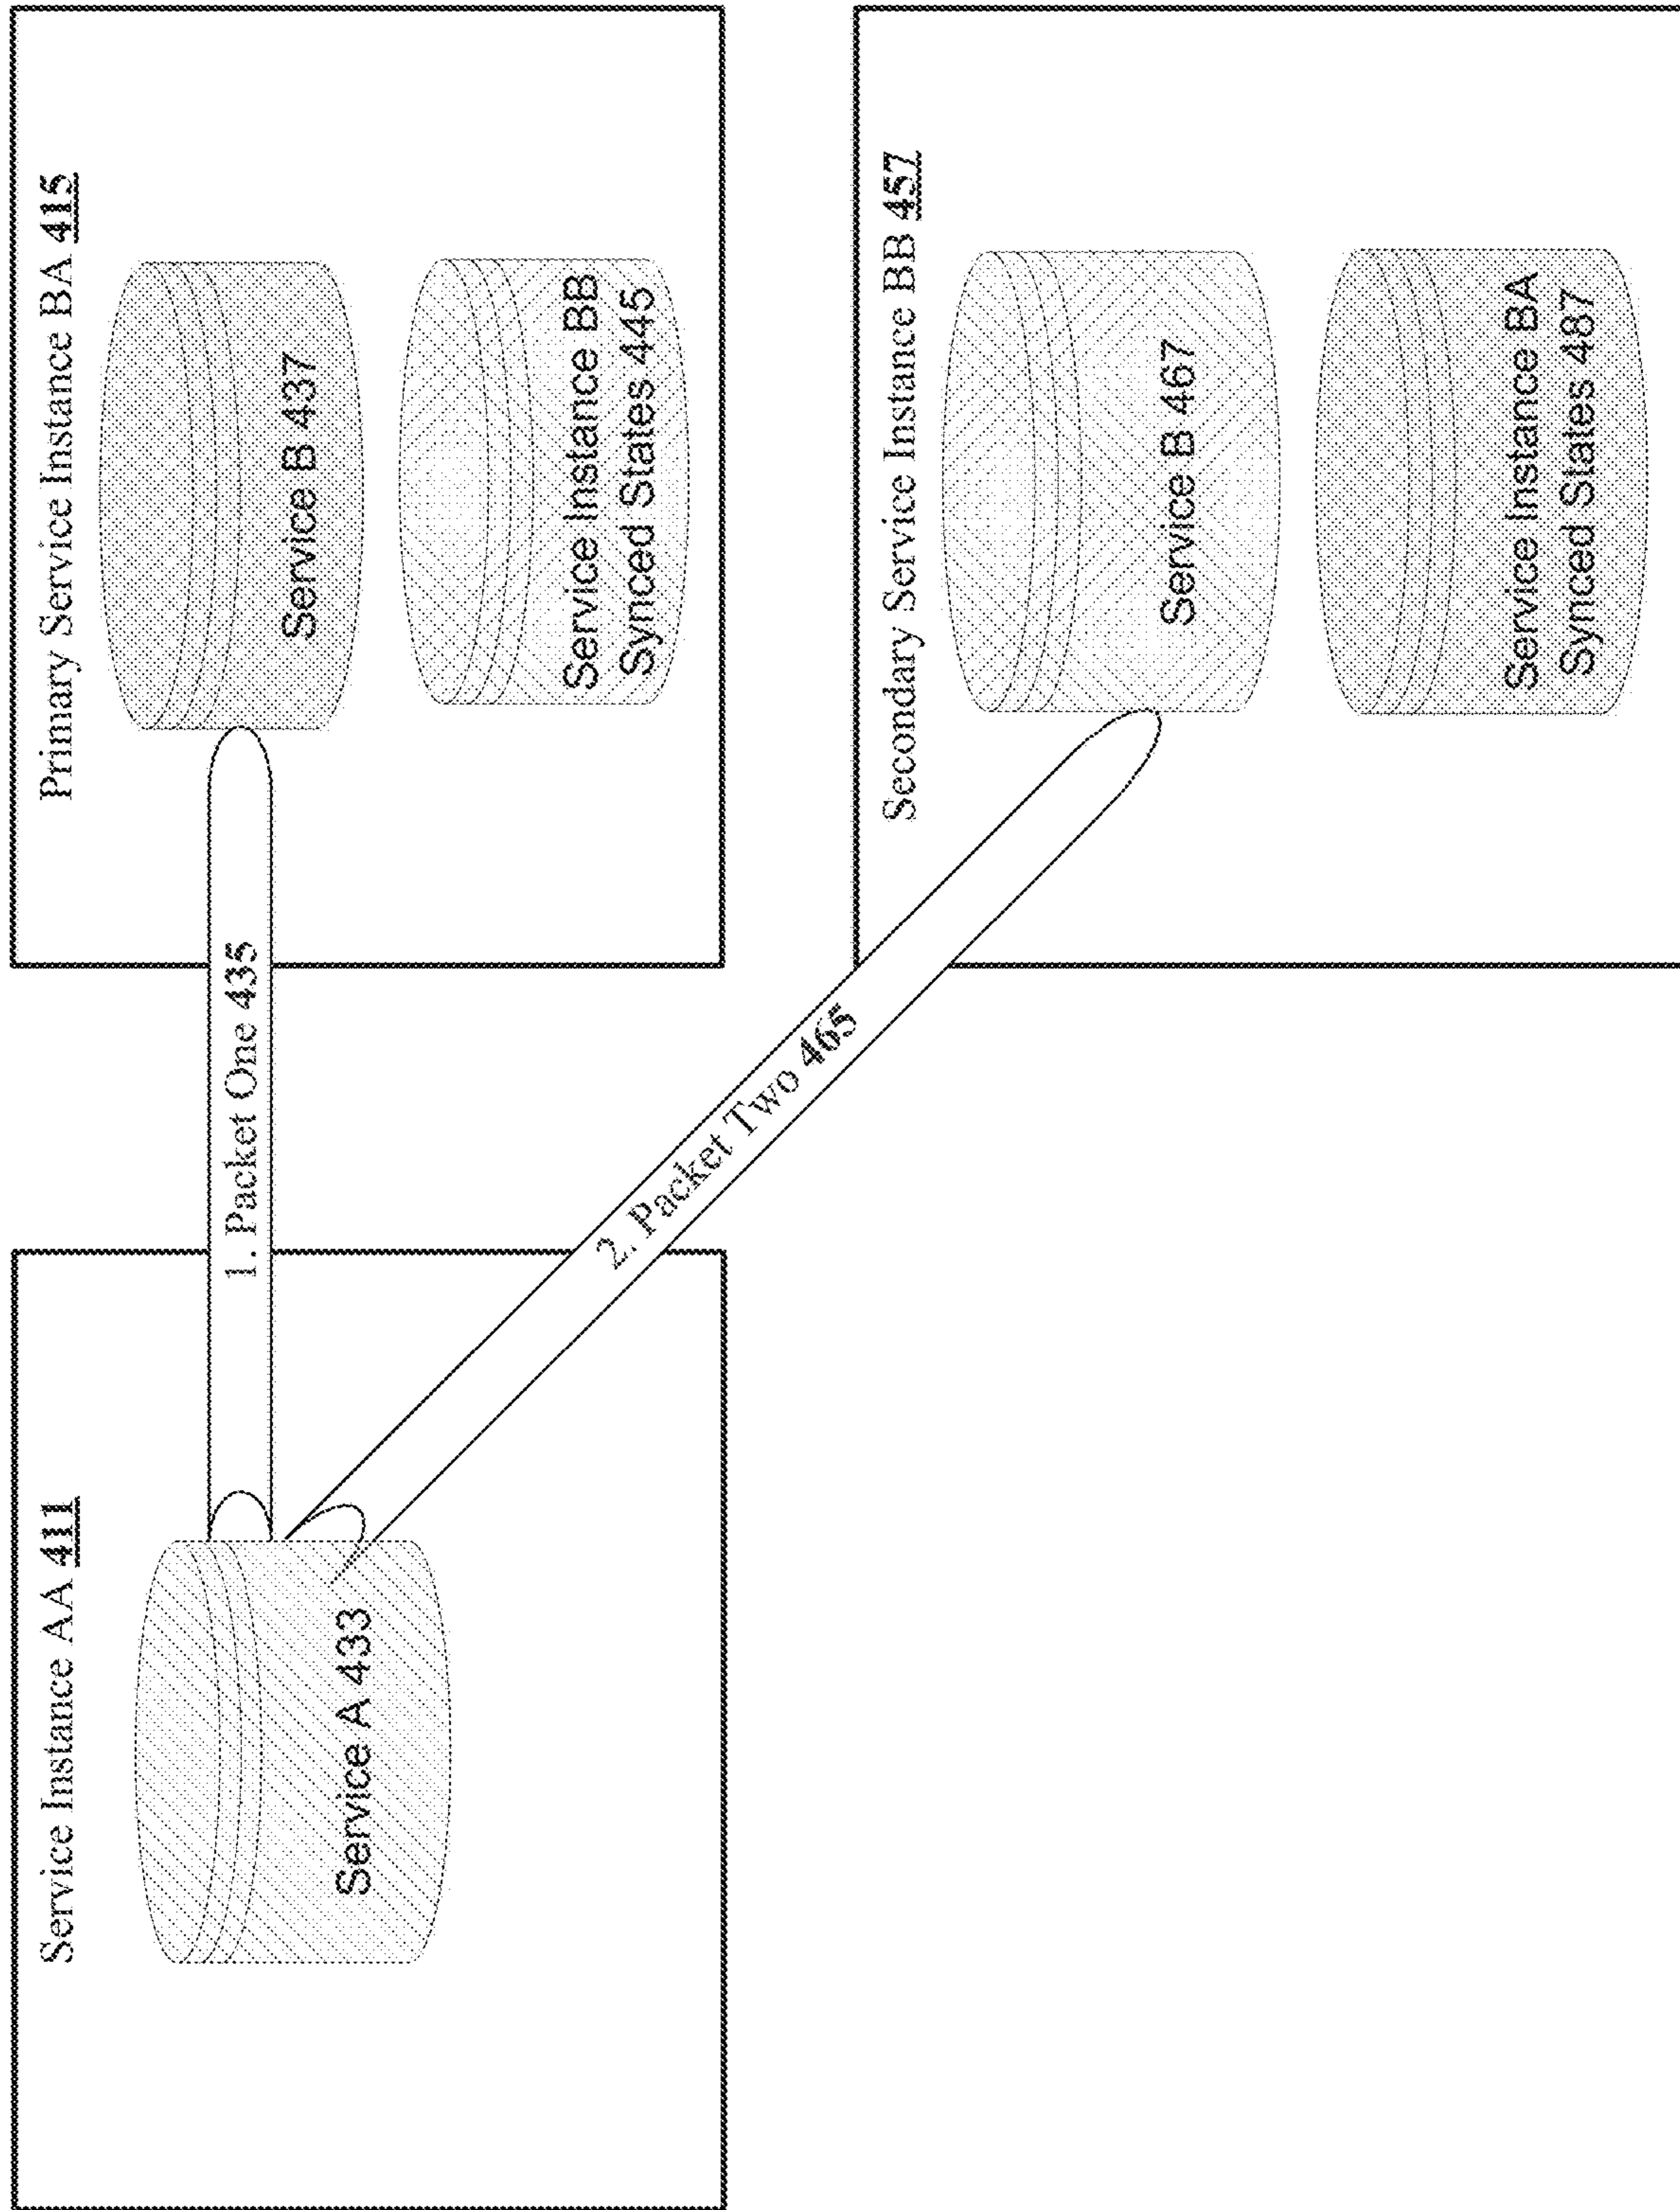 Service Instance AA 411
Service A 433
1. Packet One 435
2. Packet Two 465
Primary Service Instance BA 415
Service B 437
Service Instance BB
Synced States 445
Secondary Service Instance BB 457
Service B 467
Service Instance BA
Synced States 487